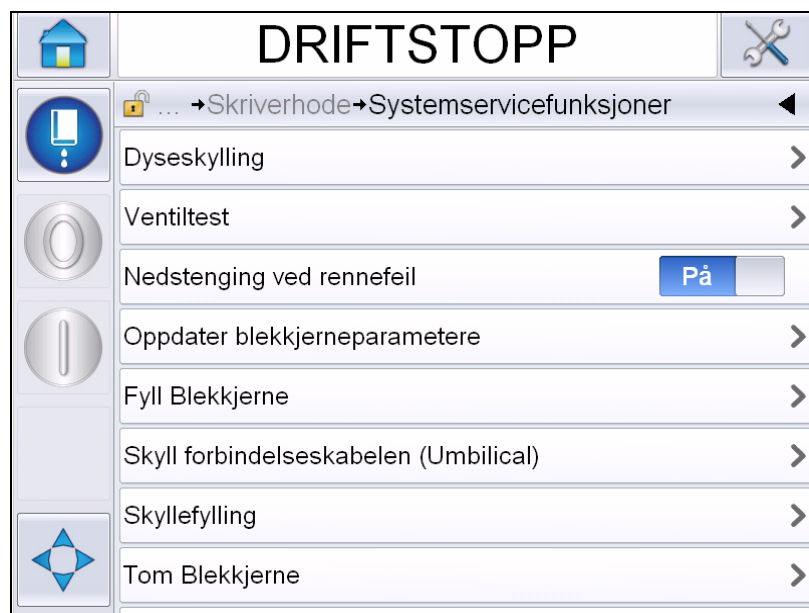 DRIFTSTOPP
... →Skriverhode→Systemservicefunksjoner
Dyseskylling
Ventiltest
Nedstenging ved rennefeil På
Oppdater blekkjerneparametere
Fyll Blekkjerne
Skyll forbindelseskabelen (Umbilical)
Skyllefylling
Tom Blekkjerne